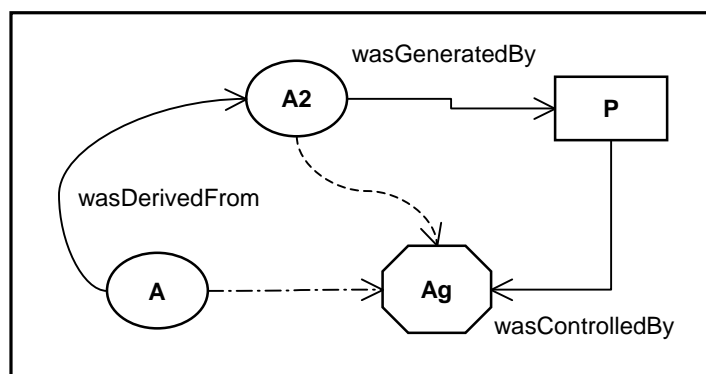 wasGeneratedBy
A2
P
wasDerivedFrom
A
Ag
wasControlledBy